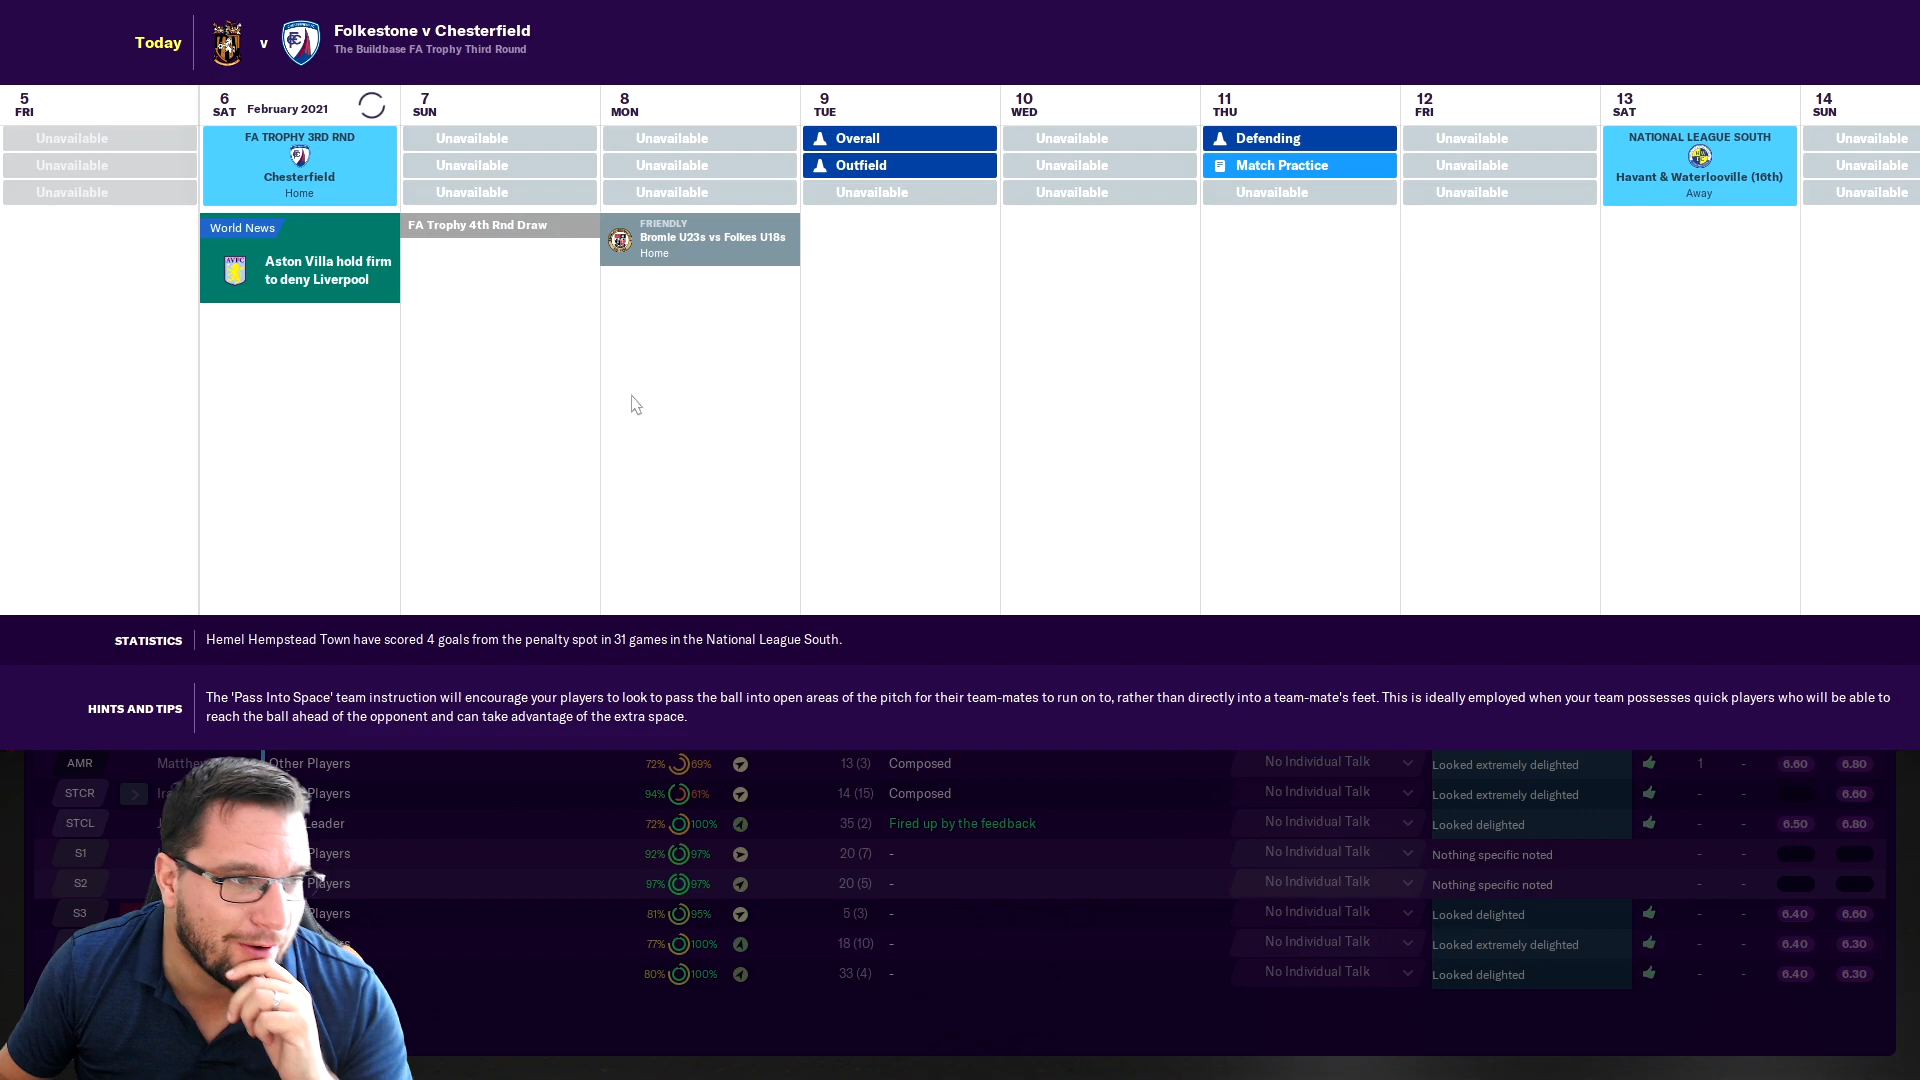 Today
v
Folkestone v Chesterfield
The Buildbase FA Trophy Third Round
5 FRI
6 SAT February 2021
7 SUN
8 MON
9 TUE
10 WED
11 THU
12 FRI
13 SAT
14 SUN
Unavailable
Unavailable
Unavailable
FA TROPHY 3RD RND
Chesterfield
Home
World News
Aston Villa hold firm
to deny Liverpool
Unavailable
Unavailable
Unavailable
FA Trophy 4th Rnd Draw
Unavailable
Unavailable
Unavailable
FRIENDLY
Bromle U23s vs Folkes U18s
Home
Overall
Outfield
Unavailable
Unavailable
Unavailable
Unavailable
Defending
Match Practice
Unavailable
Unavailable
Unavailable
Unavailable
NATIONAL LEAGUE SOUTH
Havant & Waterlooville (16th)
Away
Unavailable
Unavailable
Unavailable
STATISTICS
Hemel Hempstead Town have scored 4 goals from the penalty spot in 31 games in the National League South.
HINTS AND TIPS
The 'Pass Into Space' team instruction will encourage your players to look to pass the ball into open areas of the pitch for their team-mates to run on to, rather than directly into a team-mate's feet. This is ideally employed when your team possesses quick players who will be able to
reach the ball ahead of the opponent and can take advantage of the extra space.
AMR Other Players 72% 69% 13 (3) Composed No Individual Talk Looked extremely delighted 1 - 6.60 6.80
STCR Players 94% 61% 14 (15) Composed No Individual Talk Looked extremely delighted - - 6.60
STCL Leader 72% 100% 35 (2) Fired up by the feedback No Individual Talk Looked delighted - - 6.50 6.80
S1 Players 92% 97% 20 (7) - No Individual Talk Nothing specific noted - -
S2 Players 97% 97% 20 (5) - No Individual Talk Nothing specific noted - -
S3 Players 81% 95% 5 (3) - No Individual Talk Looked delighted - - 6.40 6.60
77% 100% 18 (10) - No Individual Talk Looked extremely delighted - - 6.40 6.30
80% 100% 33 (4) - No Individual Talk Looked delighted - - 6.40 6.30